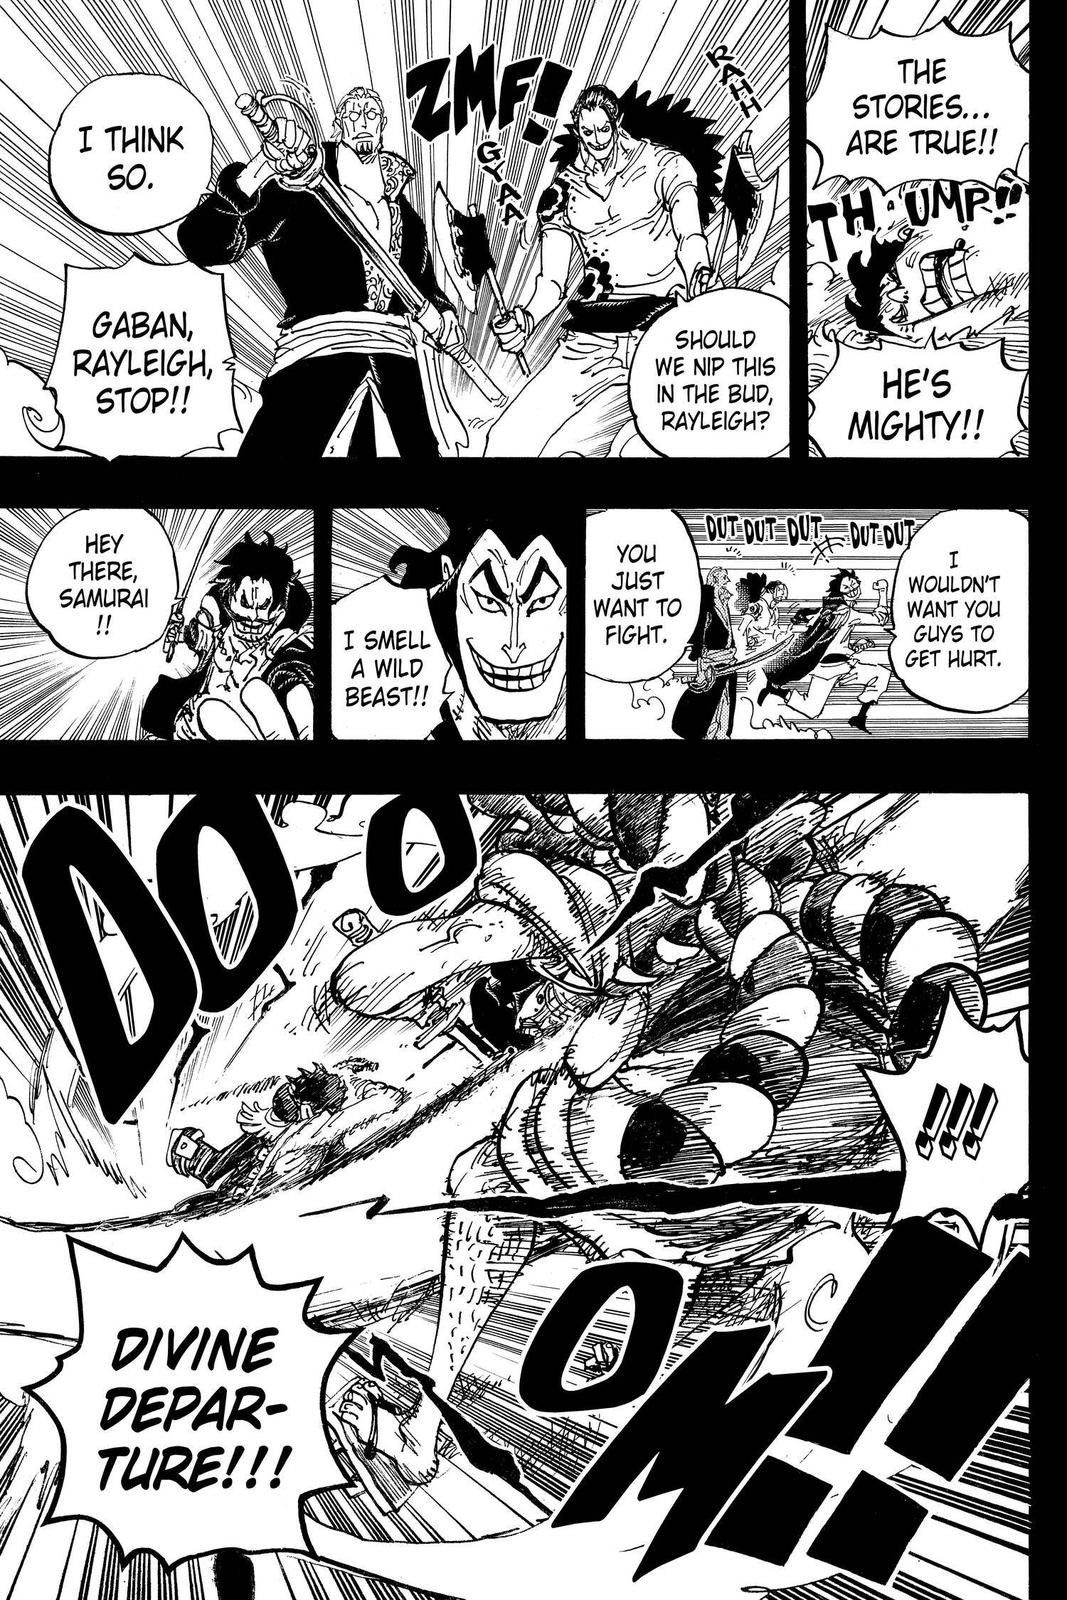 THE
STORIES...
ARE TRUE!!
THUMP!!
HE'S
MIGHTY!!
RAHH
ZMF!
GYAA
SHOULD
WE NIP THIS
IN THE BUD,
RAYLEIGH?
I THINK
SO.
GABAN,
RAYLEIGH,
STOP!!
I
WOULDN'T
WANT YOU
GUYS TO
GET HURT.
DUT DUT DUT
DUT DUT
YOU
JUST
WANT TO
FIGHT.
I SMELL
A WILD
BEAST!!
HEY
THERE,
SAMURAI
!!
!!!!
DOO
OM!!
DIVINE
DEPAR-
TURE!!!